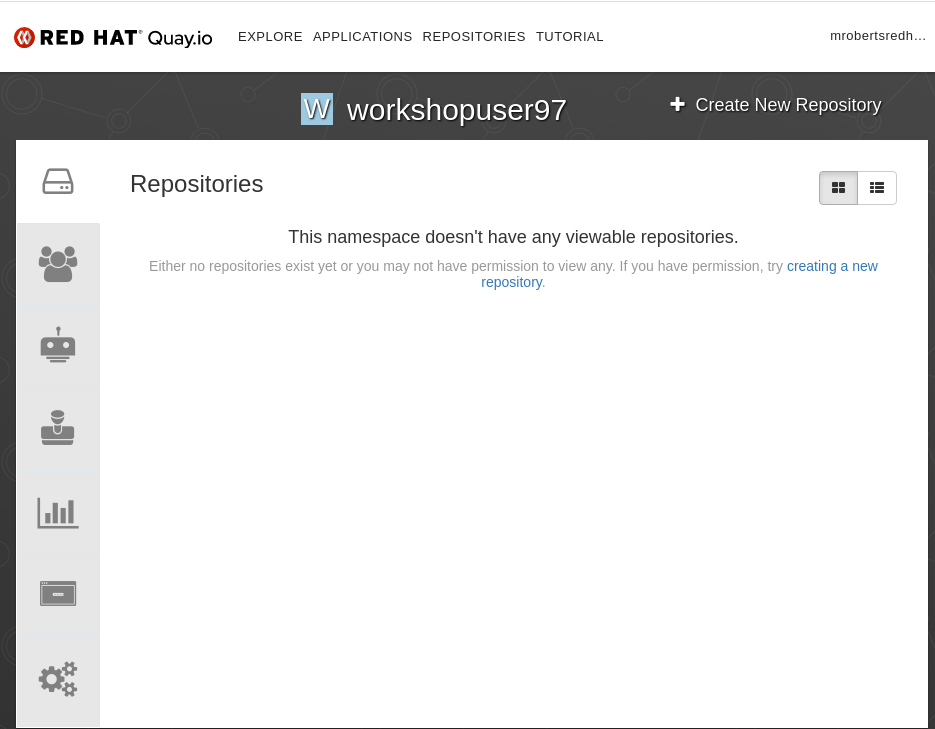 RED HAT Quay.io EXPLORE APPLICATIONS REPOSITORIES TUTORIAL mrobertsredh...
W workshopuser97 Create New Repository
Repositories
This namespace doesn't have any viewable repositories.
Either no repositories exist yet or you may not have permission to view any. If you have permission, try creating a new
repository.